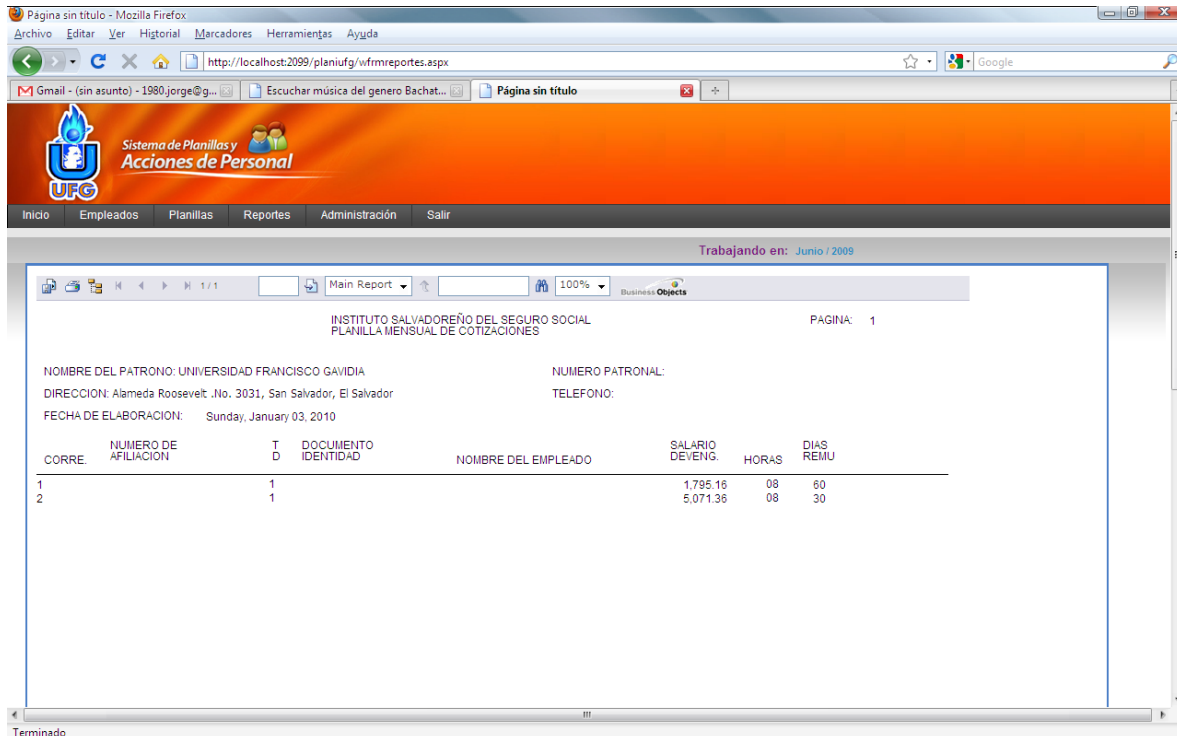 Página sin título - Mozilla Firefox
Archivo Editar Ver Historial Marcadores Herramientas Ayuda
http://localhost:2099/planiufg/wfrmreportes.aspx
Google
Gmail - (sin asunto) - 1980.jorge@g...
Escuchar música del genero Bachat...
Página sin título
UFG
Sistema de Planillas y
Acciones de Personal
Inicio Empleados Planillas Reportes Administración Salir
Trabajando en: Junio / 2009
1 / 1 Main Report 100% Business Objects
INSTITUTO SALVADOREÑO DEL SEGURO SOCIAL PAGINA: 1
PLANILLA MENSUAL DE COTIZACIONES
NOMBRE DEL PATRONO: UNIVERSIDAD FRANCISCO GAVIDIA NUMERO PATRONAL:
DIRECCION: Alameda Roosevelt .No. 3031, San Salvador, El Salvador TELEFONO:
FECHA DE ELABORACION: Sunday, January 03, 2010
NUMERO DE T DOCUMENTO SALARIO DIAS
CORRE. AFILIACION D IDENTIDAD NOMBRE DEL EMPLEADO DEVENG. HORAS REMU
1 1 1,795.16 08 60
2 1 5,071.36 08 30
Terminado